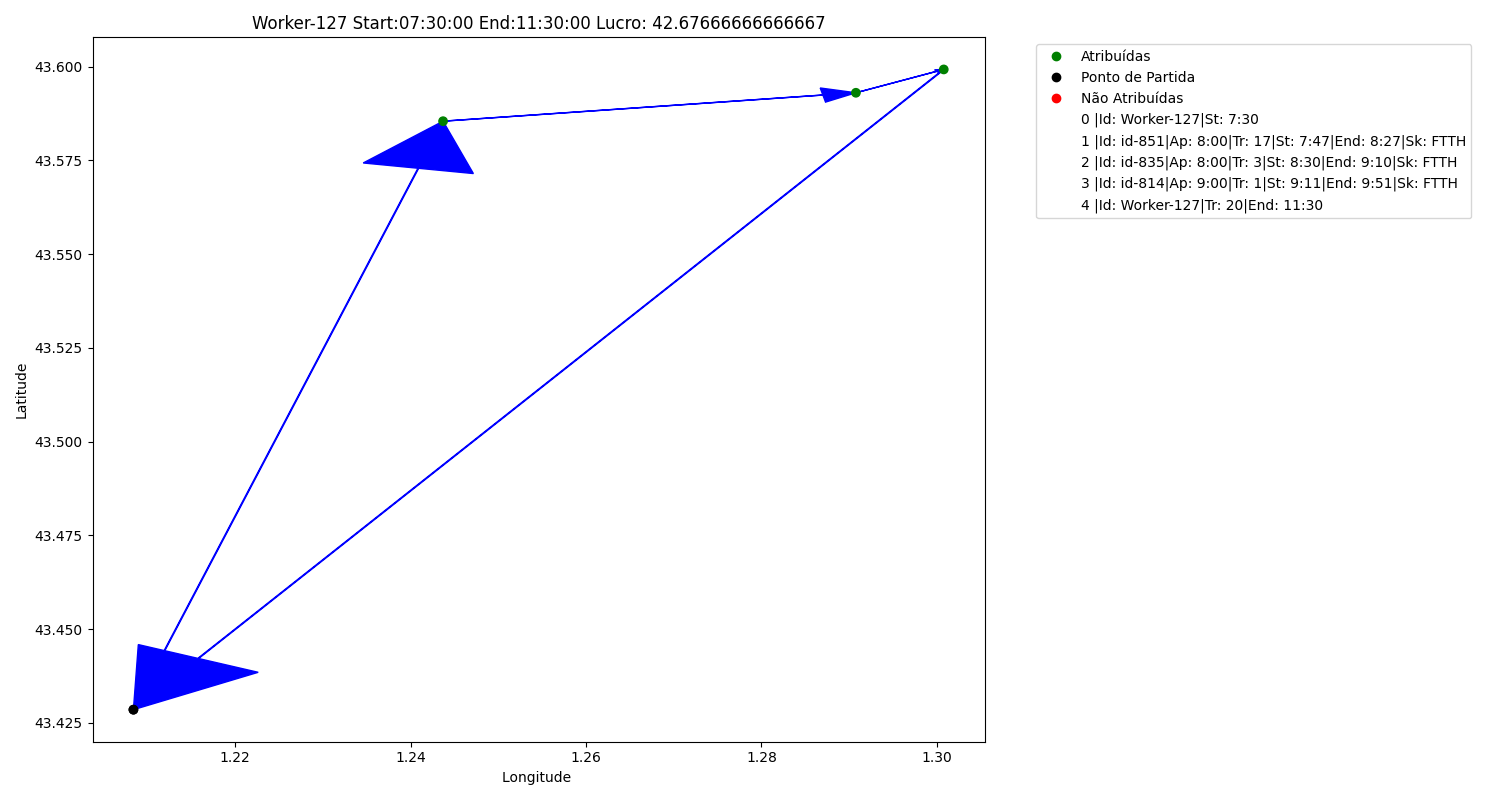 Worker-127 Start:07:30:00 End:11:30:00 Lucro: 42.67666666666667
43.600
43.575
43.550
43.525
43.500
43.475
43.450
43.425
Latitude
1.22 1.24 1.26 1.28 1.30
Longitude
Atribuídas
Ponto de Partida
Não Atribuídas
0 |Id: Worker-127|St: 7:30
1 |Id: id-851|Ap: 8:00|Tr: 17|St: 7:47|End: 8:27|Sk: FTTH
2 |Id: id-835|Ap: 8:00|Tr: 3|St: 8:30|End: 9:10|Sk: FTTH
3 |Id: id-814|Ap: 9:00|Tr: 1|St: 9:11|End: 9:51|Sk: FTTH
4 |Id: Worker-127|Tr: 20|End: 11:30